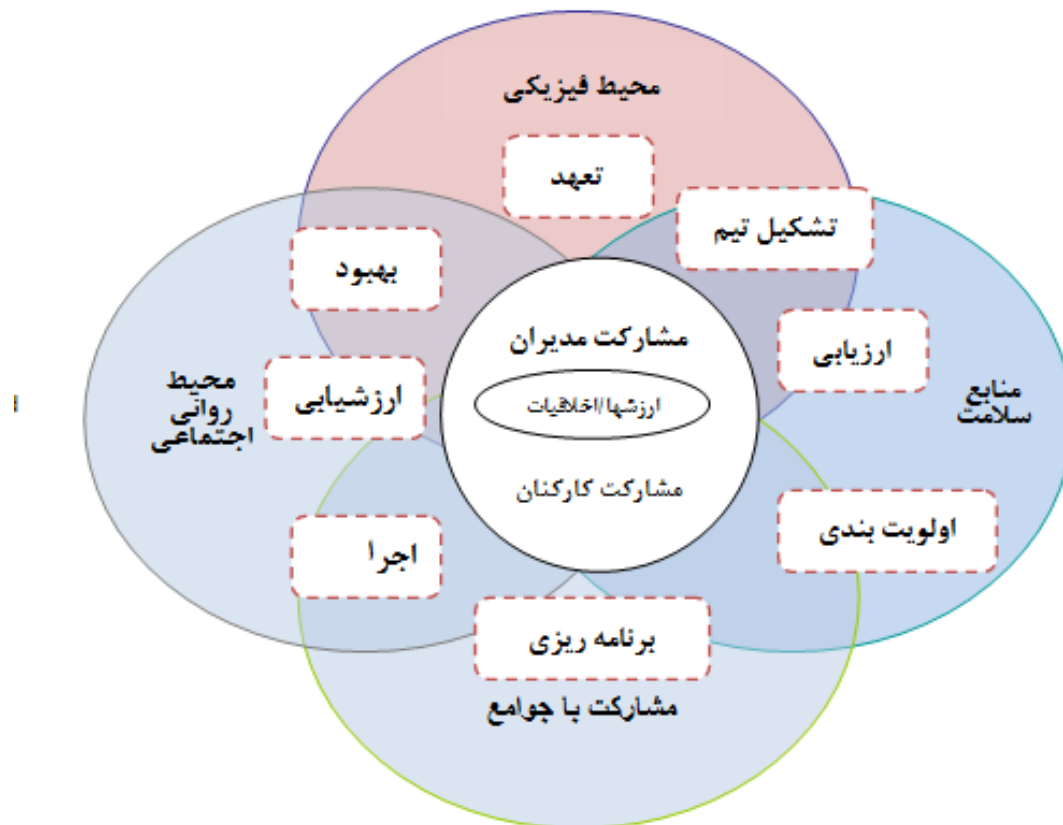 محیط فیزیکی
تعهد
تشکیل تیم
بهبود
ارزیابی
مشارکت مدیران
ارزشها/اخلاقیات
مشارکت کارکنان
ارزشیابی
محیط
روانی
اجتماعی
منابع
سلامت
اولویت بندی
اجرا
برنامه ریزی
مشارکت با جوامع